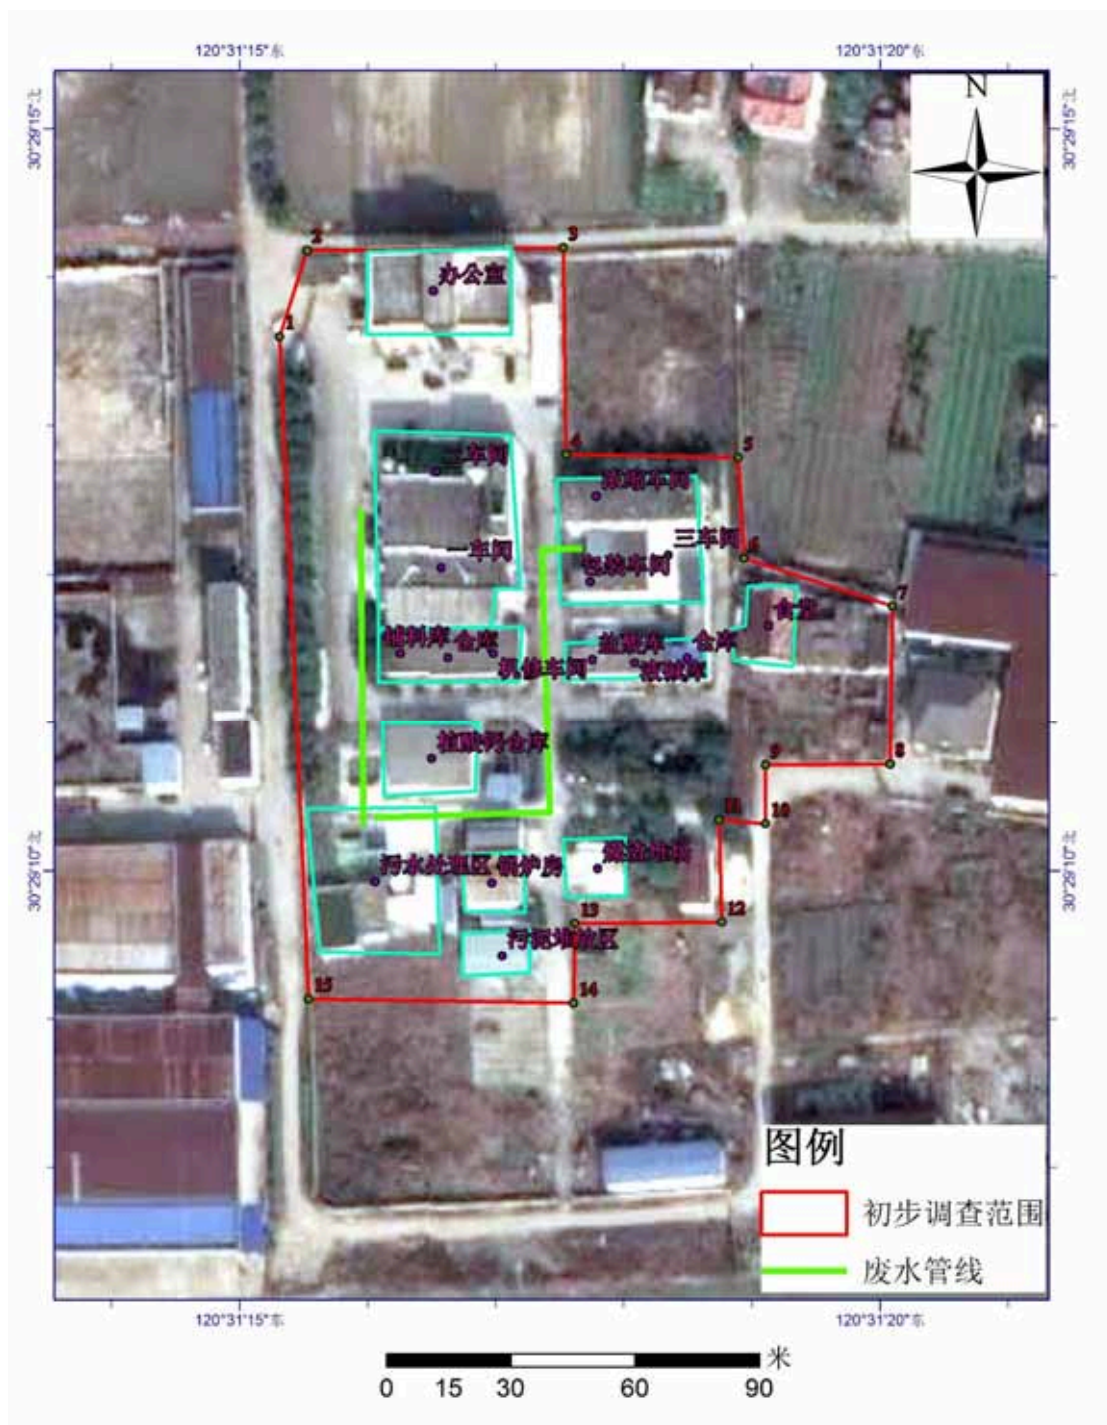 120°31'15"东
120°31'20"东
30°29'15"北
30°29'15"北
N
2
3
办公室
1
4
5
二车间
浓缩车间
三车间
6
一车间
包装车间
7
食堂
辅料库
仓库
盐酸库
仓库
机修车间
液碱库
植酸钙仓库
9
8
11
10
污水处理区
锅炉房
30°29'10"北
30°29'10"北
13
12
污泥堆放区
15
14
图例
初步调查范围
废水管线
120°31'15"东
120°31'20"东
米
0
15
30
60
90